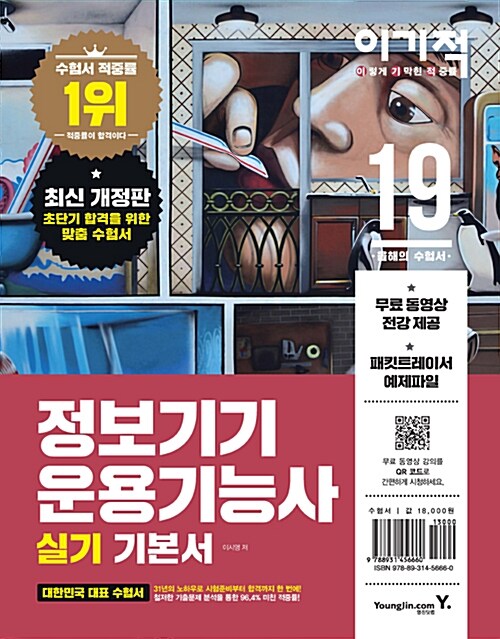 수험서 적중률
1위
적중률이 합격이다
최신 개정판
초단기 합격을 위한
맞춤 수험서
이기적
이렇게 기막힌 적중률
19
올해의 수험서
무료 동영상
전강 제공
패킷트레이서
예제파일
무료 동영상 강의를
QR 코드로
간편하게 시청하세요.
수험서 | 값 18,000원
13000
9 788931 456660
ISBN 978-89-314-5666-0
YoungJin.com Y.
영진닷컴
정보기기
운용기능사
실기 기본서
이시영 저
대한민국 대표 수험서
31년의 노하우로 시험준비부터 합격까지 한 번에!
철저한 기출문제 분석을 통한 96.4% 미친 적중률!